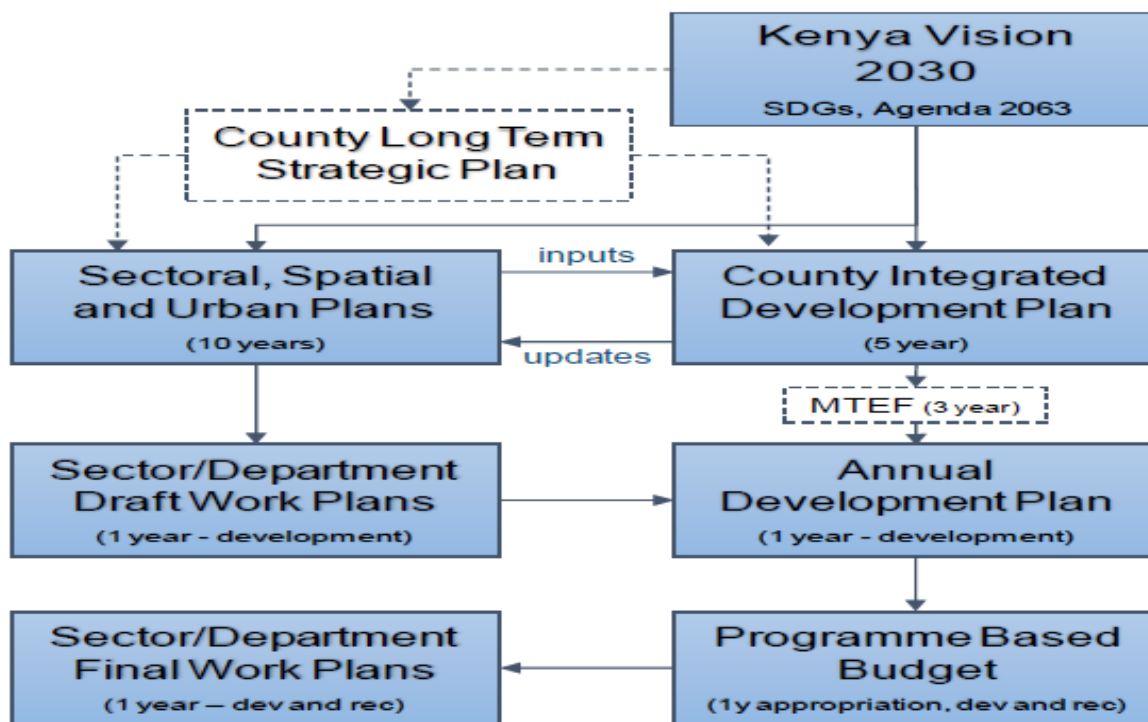 Kenya Vision
2030
SDGs, Agenda 2063
County Long Term
Strategic Plan
Sectoral, Spatial
and Urban Plans
(10 years)
inputs
updates
County Integrated
Development Plan
(5 year)
MTEF (3 year)
Sector/Department
Draft Work Plans
(1 year - development)
Annual
Development Plan
(1 year - development)
Sector/Department
Final Work Plans
(1 year – dev and rec)
Programme Based
Budget
(1y appropriation, dev and rec)